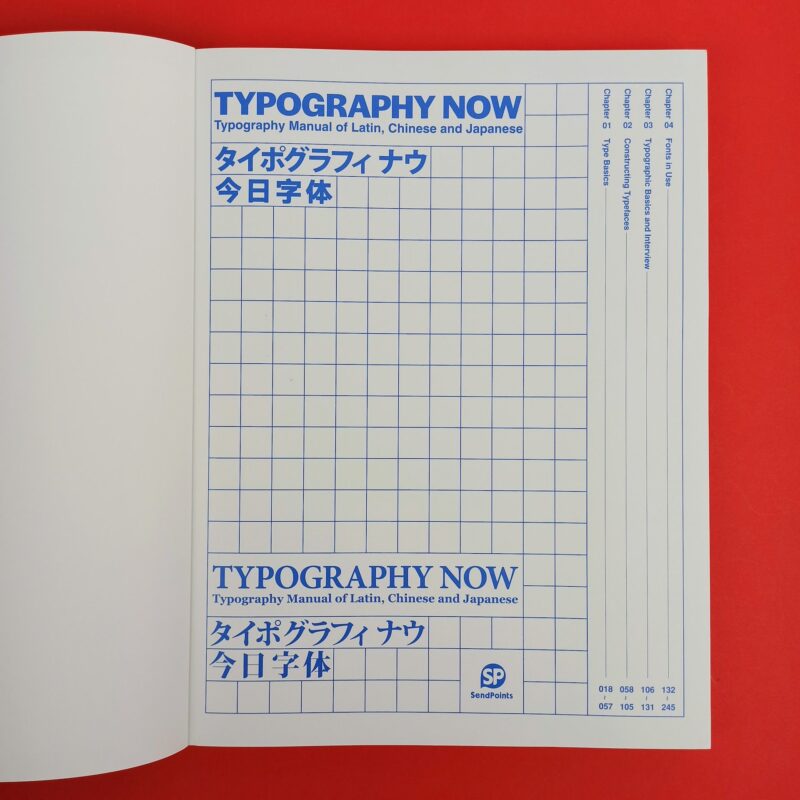 TYPOGRAPHY NOW
Typography Manual of Latin, Chinese and Japanese
タイポグラフィ ナウ
今日字体
TYPOGRAPHY NOW
Typography Manual of Latin, Chinese and Japanese
タイポグラフィ ナウ
今日字体
SP
SendPoints
Chapter 04 Fonts in Use 132 ~ 245
Chapter 03 Typographic Basics and Interview 106 ~ 131
Chapter 02 Constructing Typefaces 058 ~ 105
Chapter 01 Type Basics 018 ~ 057